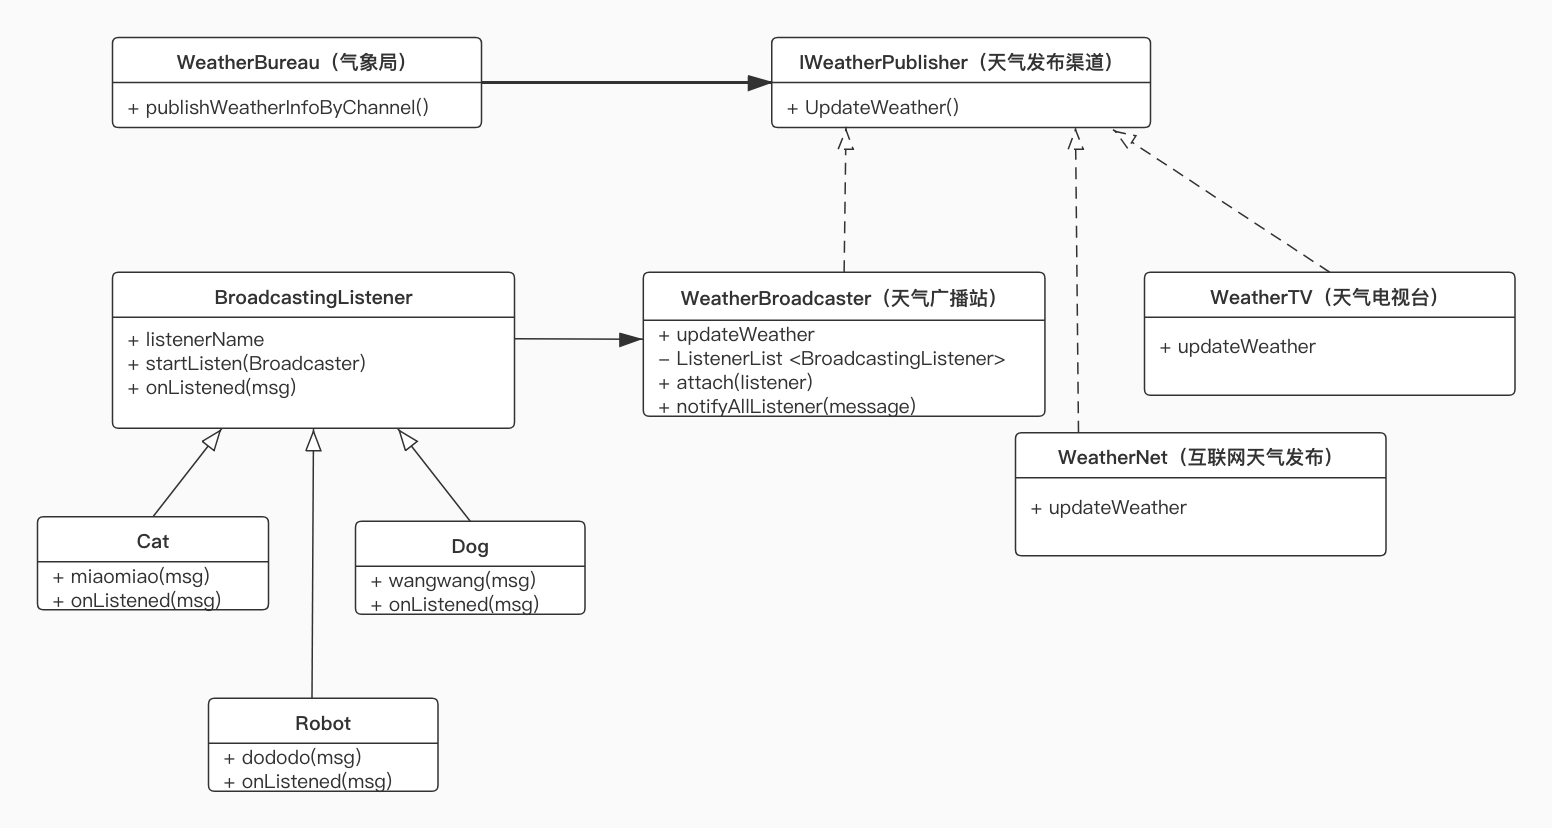 WeatherBureau（气象局）
+ publishWeatherInfoByChannel()
IWeatherPublisher（天气发布渠道）
+ UpdateWeather()
BroadcastingListener
+ listenerName
+ startListen(Broadcaster)
+ onListened(msg)
WeatherBroadcaster（天气广播站）
+ updateWeather
– ListenerList <BroadcastingListener>
+ attach(listener)
+ notifyAllListener(message)
WeatherTV（天气电视台）
+ updateWeather
WeatherNet（互联网天气发布）
+ updateWeather
Cat
+ miaomiao(msg)
+ onListened(msg)
Dog
+ wangwang(msg)
+ onListened(msg)
Robot
+ dododo(msg)
+ onListened(msg)